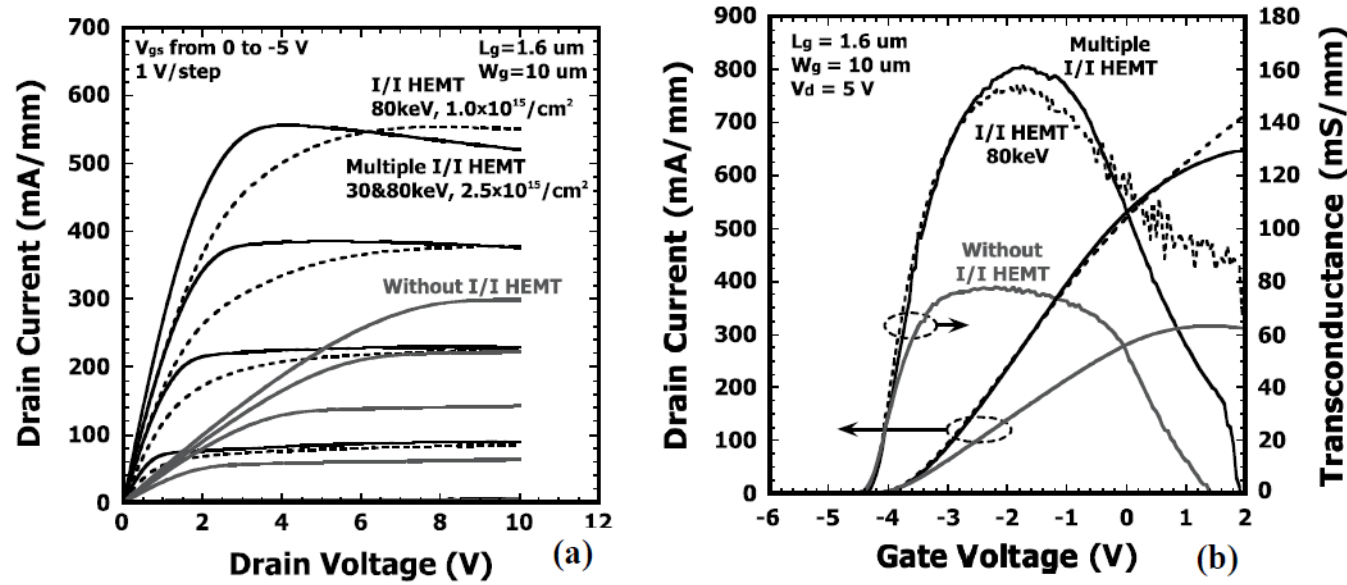 700
600
500
400
300
200
100
0
Drain Current (mA/mm)
Vgs from 0 to -5 V
1 V/step
Lg=1.6 um
Wg=10 um
I/I HEMT
80keV, 1.0x10¹⁵/cm²
Multiple I/I HEMT
30&80keV, 2.5x10¹⁵/cm²
Without I/I HEMT
0 2 4 6 8 10 12
Drain Voltage (V)
(a)
900
800
700
600
500
400
300
200
100
0
Drain Current (mA/mm)
Lg = 1.6 um
Wg = 10 um
Vd = 5 V
Multiple
I/I HEMT
I/I HEMT
80keV
Without
I/I HEMT
180
160
140
120
100
80
60
40
20
0
Transconductance (mS/mm)
-6 -5 -4 -3 -2 -1 0 1 2
Gate Voltage (V)
(b)